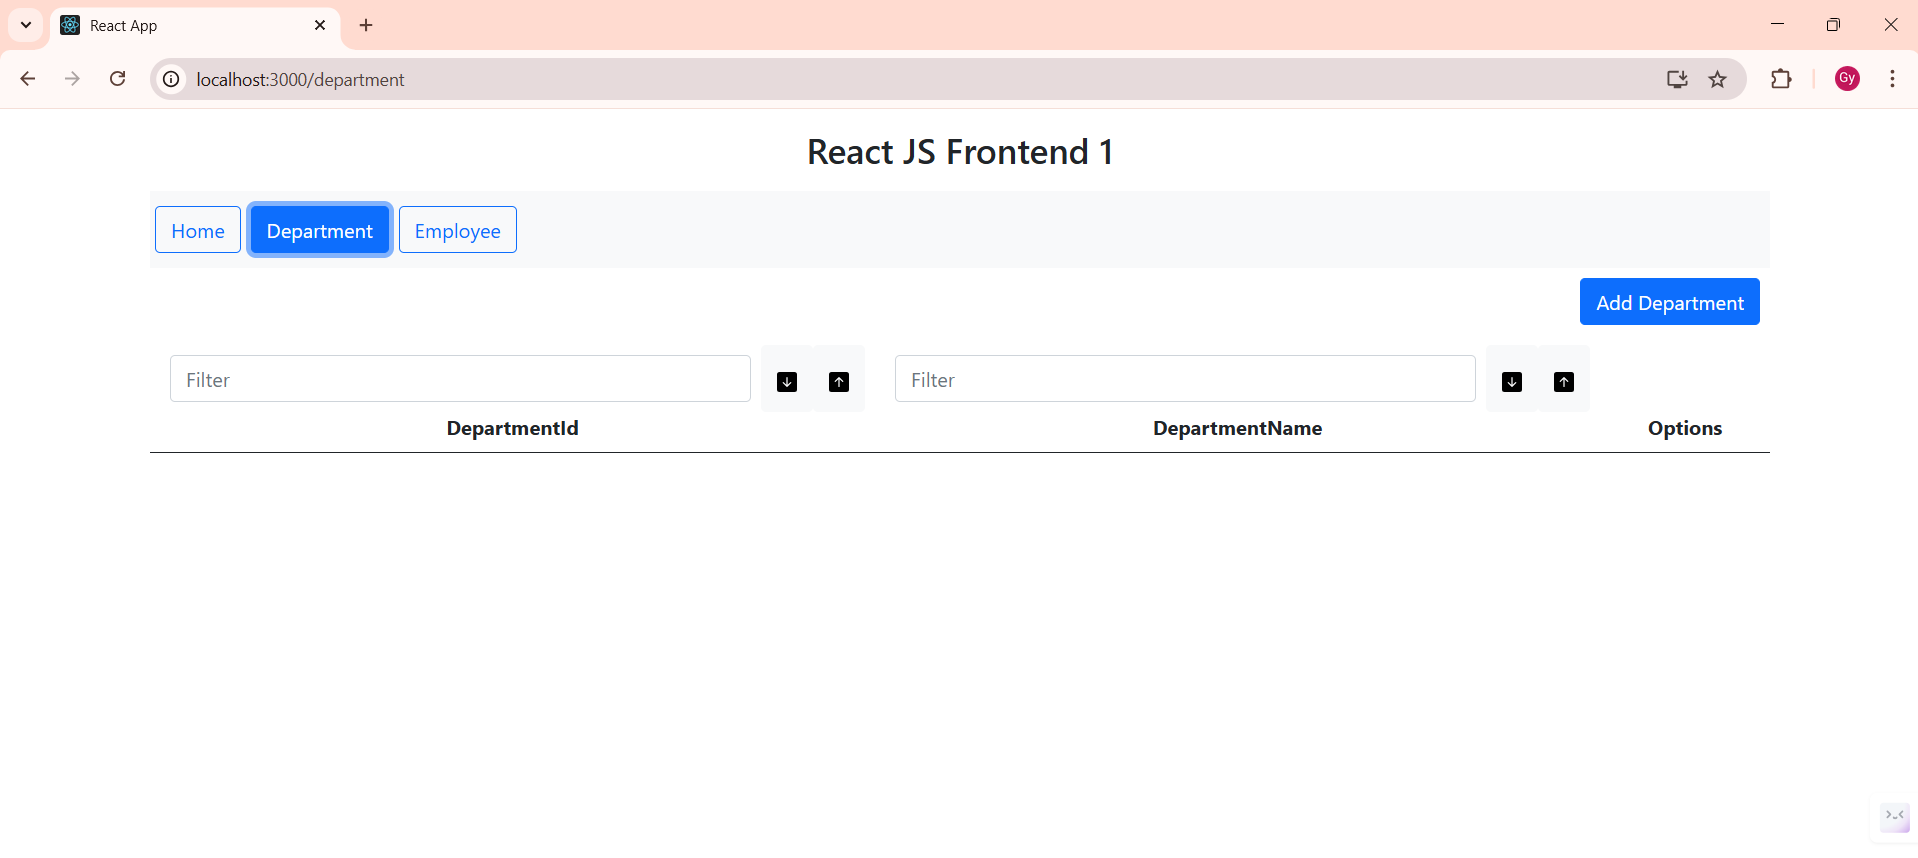 React App
localhost:3000/department
Gy
React JS Frontend 1
Home Department Employee
Add Department
Filter Filter
DepartmentId DepartmentName Options